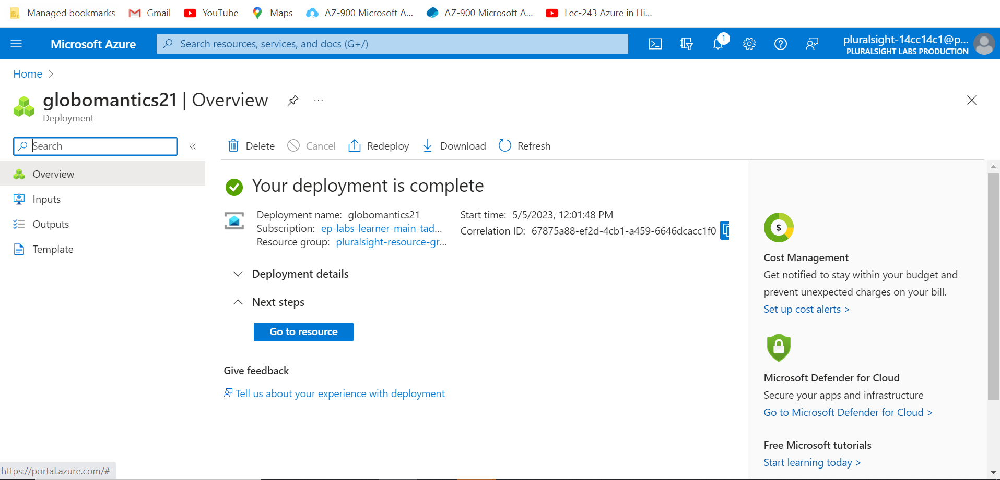 Managed bookmarks Gmail YouTube Maps AZ-900 Microsoft A... AZ-900 Microsoft A... Lec-243 Azure in Hi...
Microsoft Azure Search resources, services, and docs (G+/) 1 pluralsight-14cc14c1@p...
PLURALSIGHT LABS PRODUCTION
Home >
globomantics21 | Overview ...
Deployment
Search «
Delete Cancel Redeploy Download Refresh
Overview
Inputs
Outputs
Template
Your deployment is complete
Deployment name: globomantics21
Subscription: ep-labs-learner-main-tad...
Resource group: pluralsight-resource-gr...
Start time: 5/5/2023, 12:01:48 PM
Correlation ID: 67875a88-ef2d-4cb1-a459-6646dcacc1f0
Deployment details
Next steps
Go to resource
Give feedback
Tell us about your experience with deployment
$
Cost Management
Get notified to stay within your budget and
prevent unexpected charges on your bill.
Set up cost alerts >
Microsoft Defender for Cloud
Secure your apps and infrastructure
Go to Microsoft Defender for Cloud >
Free Microsoft tutorials
Start learning today >
https://portal.azure.com/#